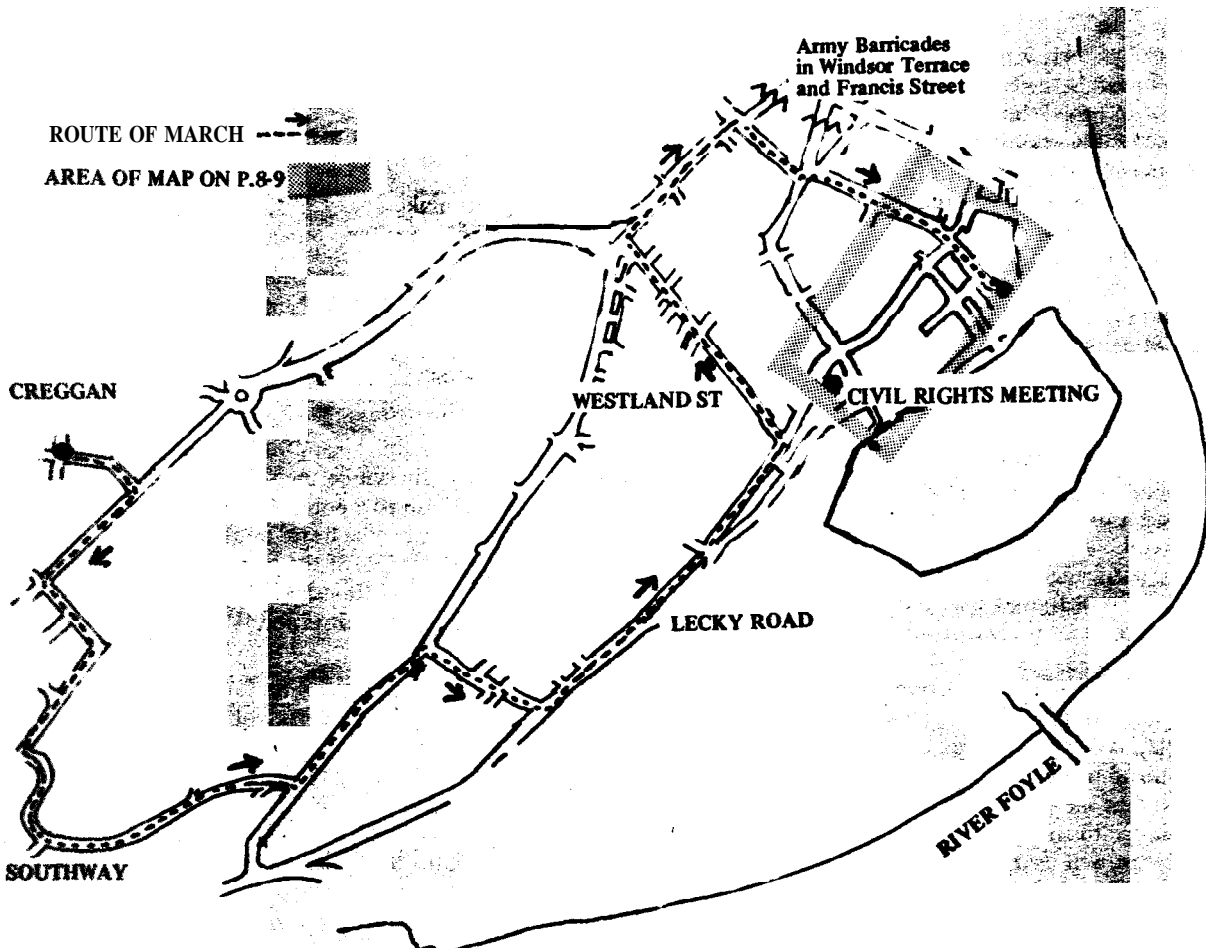 Army Barricades
in Windsor Terrace
and Francis Street
ROUTE OF MARCH
AREA OF MAP ON P.8-9
CREGGAN
WESTLAND ST
CIVIL RIGHTS MEETING
LECKY ROAD
RIVER FOYLE
SOUTHWAY